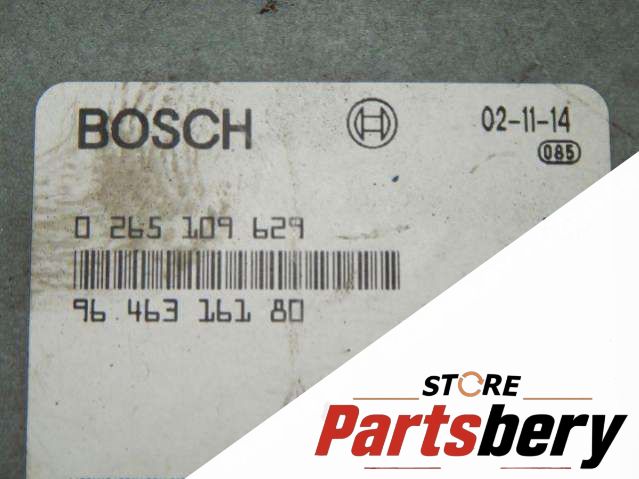 BOSCH 02-11-14
085
0 265 109 629
96 463 161 80
STORE
Partsbery